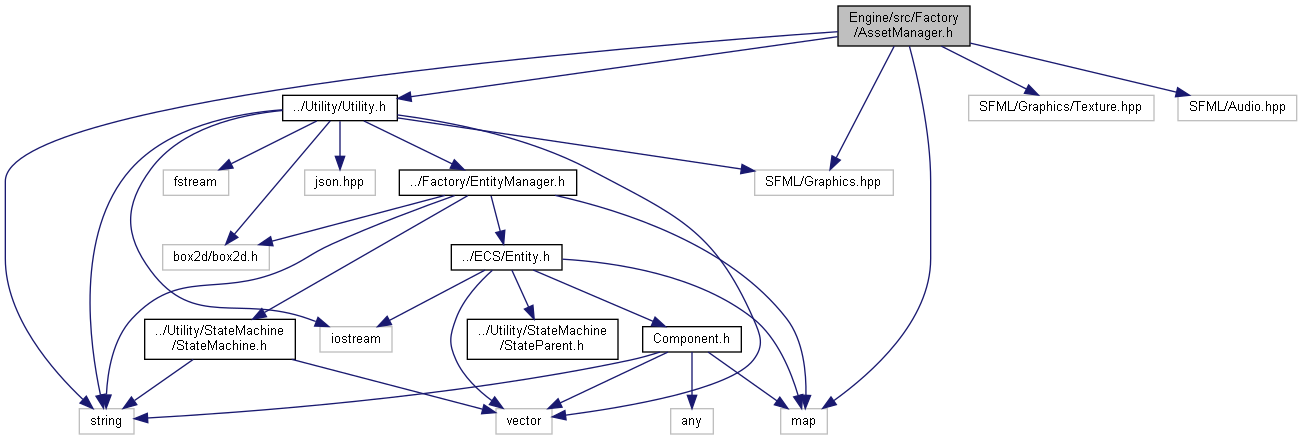 Engine/src/Factory
/AssetManager.h
../Utility/Utility.h
SFML/Graphics/Texture.hpp
SFML/Audio.hpp
fstream
json.hpp
../Factory/EntityManager.h
SFML/Graphics.hpp
box2d/box2d.h
../ECS/Entity.h
../Utility/StateMachine
/StateMachine.h
iostream
../Utility/StateMachine
/StateParent.h
Component.h
string
vector
any
map